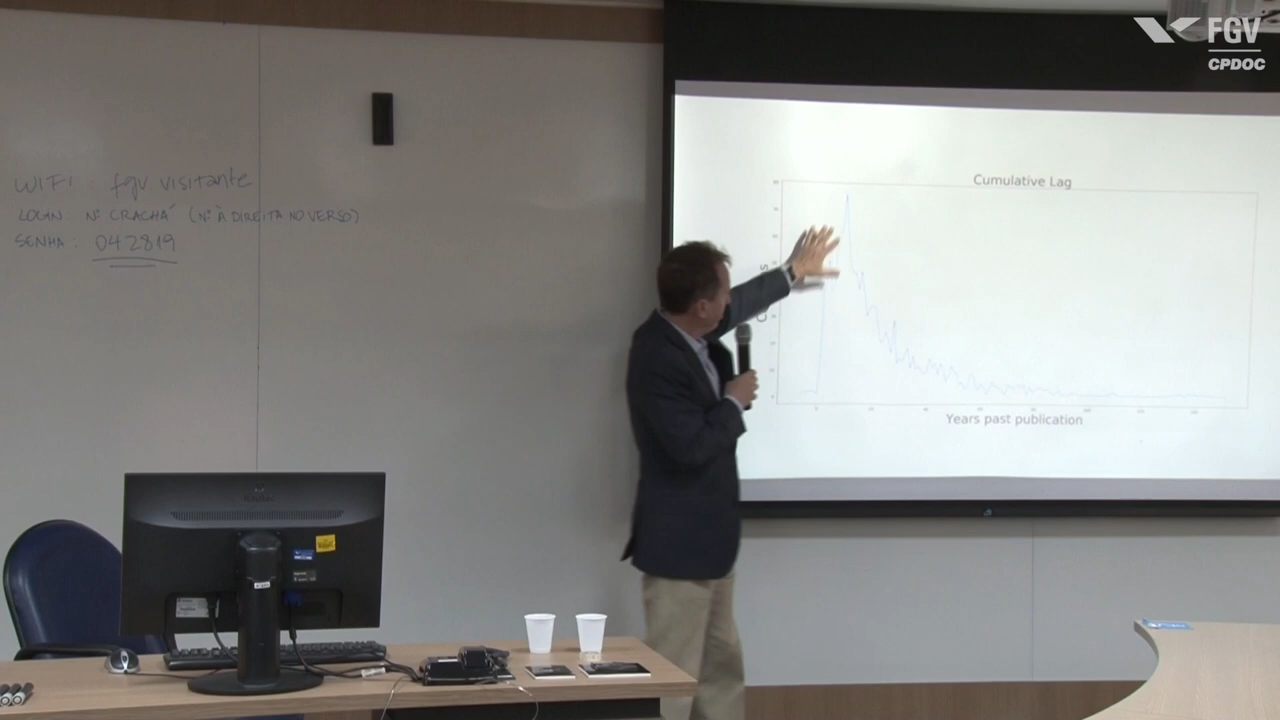 FGV
CPDOC
WIFI: fgv visitante
LOGIN: Nº CRACHÁ (Nº À DIREITA NO VERSO)
SENHA: 042819
Cumulative Lag
Years past publication